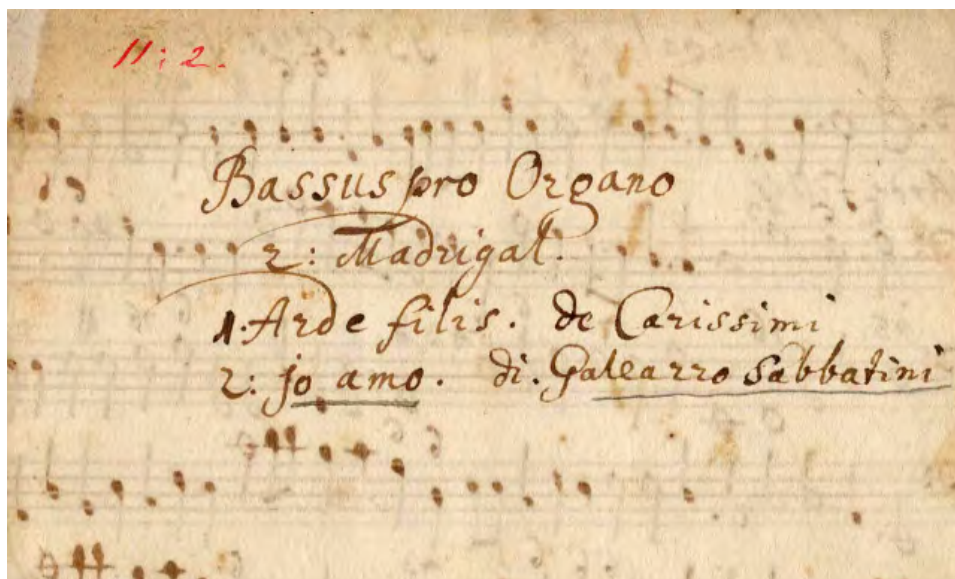 11:2.
Bassus pro Organo
2: Madrigal.
1. Arde filis. de Carissimi
2: jo amo. di. Galeazzo Sabbatini